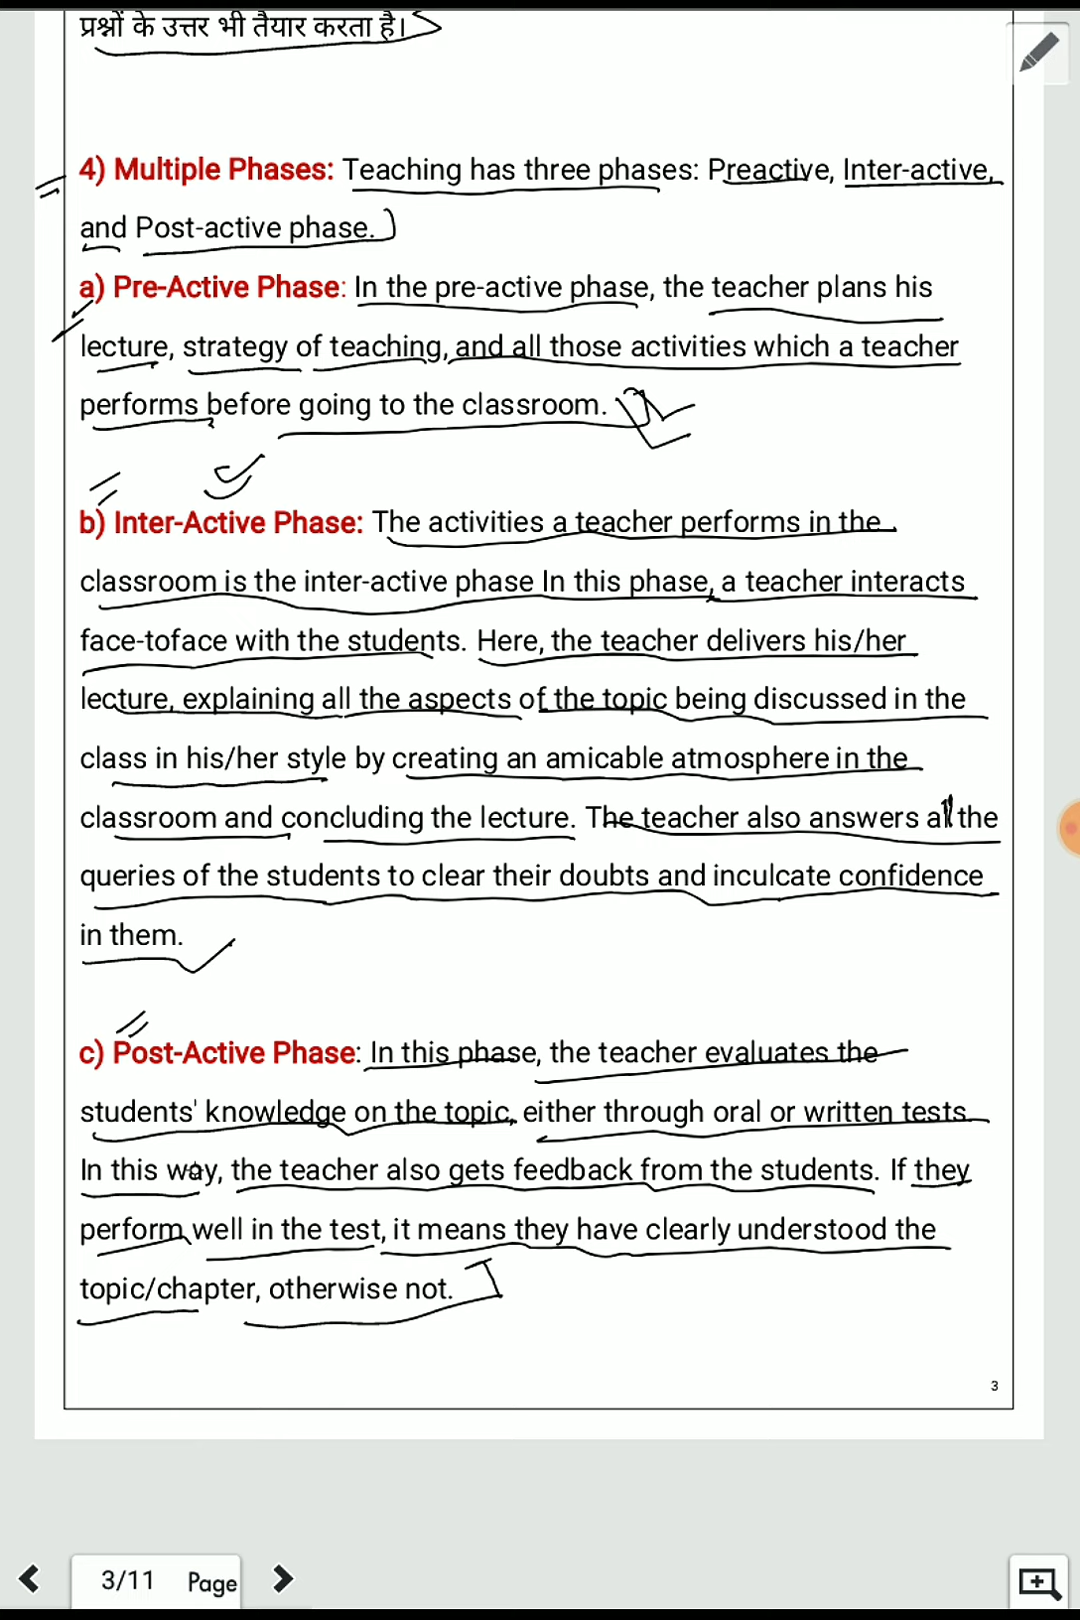 प्रश्नों के उत्तर भी तैयार करता है।
4) Multiple Phases: Teaching has three phases: Preactive, Inter-active,
and Post-active phase.
a) Pre-Active Phase: In the pre-active phase, the teacher plans his
lecture, strategy of teaching, and all those activities which a teacher
performs before going to the classroom.
b) Inter-Active Phase: The activities a teacher performs in the
classroom is the inter-active phase In this phase, a teacher interacts
face-toface with the students. Here, the teacher delivers his/her
lecture, explaining all the aspects of the topic being discussed in the
class in his/her style by creating an amicable atmosphere in the
classroom and concluding the lecture. The teacher also answers all the
queries of the students to clear their doubts and inculcate confidence
in them.
c) Post-Active Phase: In this phase, the teacher evaluates the
students' knowledge on the topic, either through oral or written tests
In this way, the teacher also gets feedback from the students. If they
perform well in the test, it means they have clearly understood the
topic/chapter, otherwise not.
3
3/11 Page